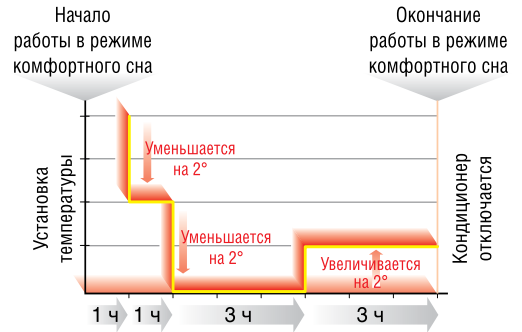 Начало
работы в режиме
комфортного сна
Окончание
работы в режиме
комфортного сна
Установка
температуры
Уменьшается
на 2°
Уменьшается
на 2°
Увеличивается
на 2°
Кондиционер
отключается
1 ч
1 ч
3 ч
3 ч